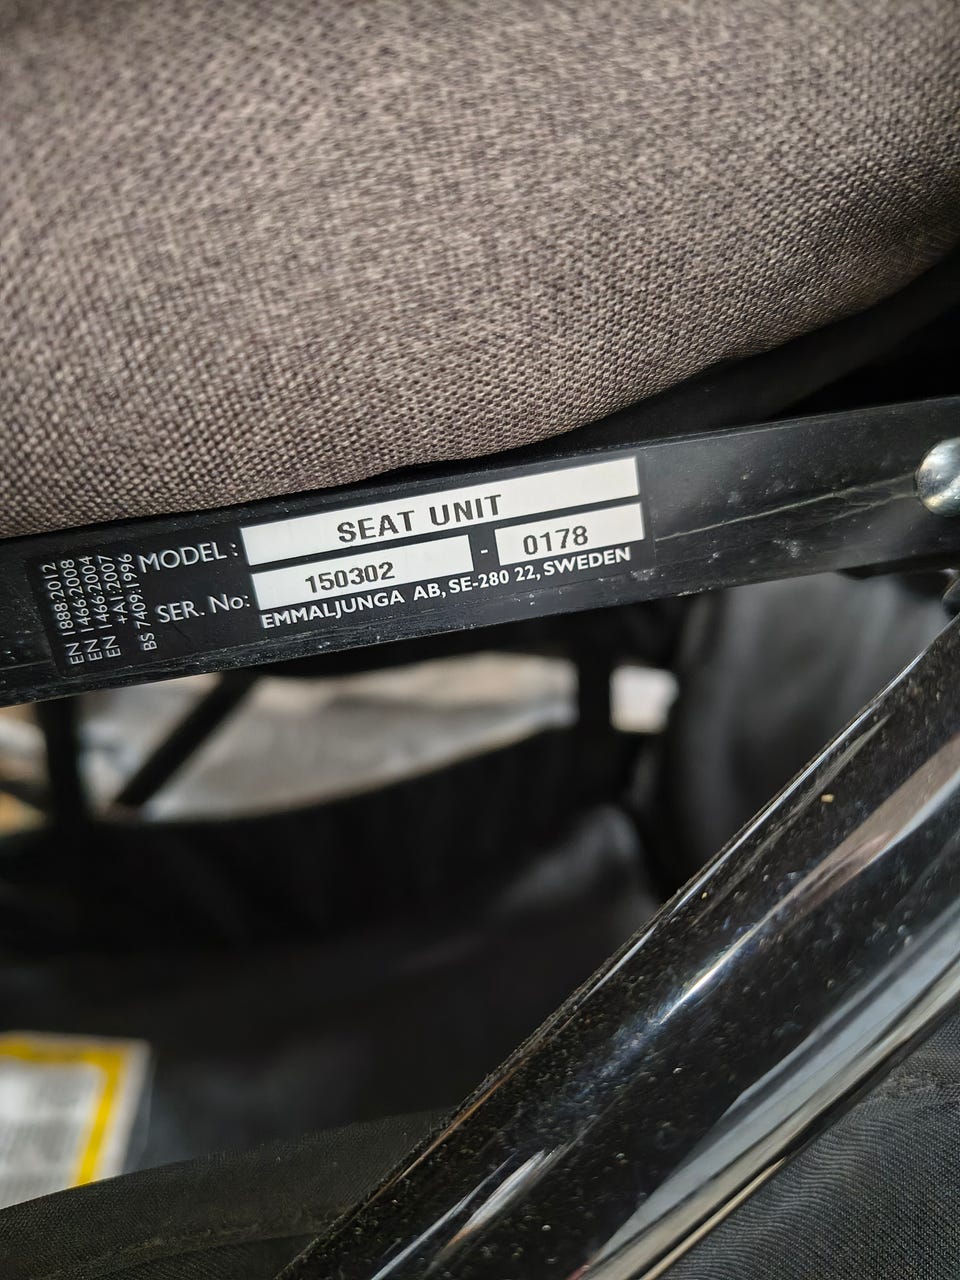 MODEL: SEAT UNIT
SER. No: 150302 - 0178
EMMALJUNGA AB, SE-280 22, SWEDEN
EN 1888:2012
EN 1466:2008
EN 1466:2004
+A1:2007
BS 7409:1996